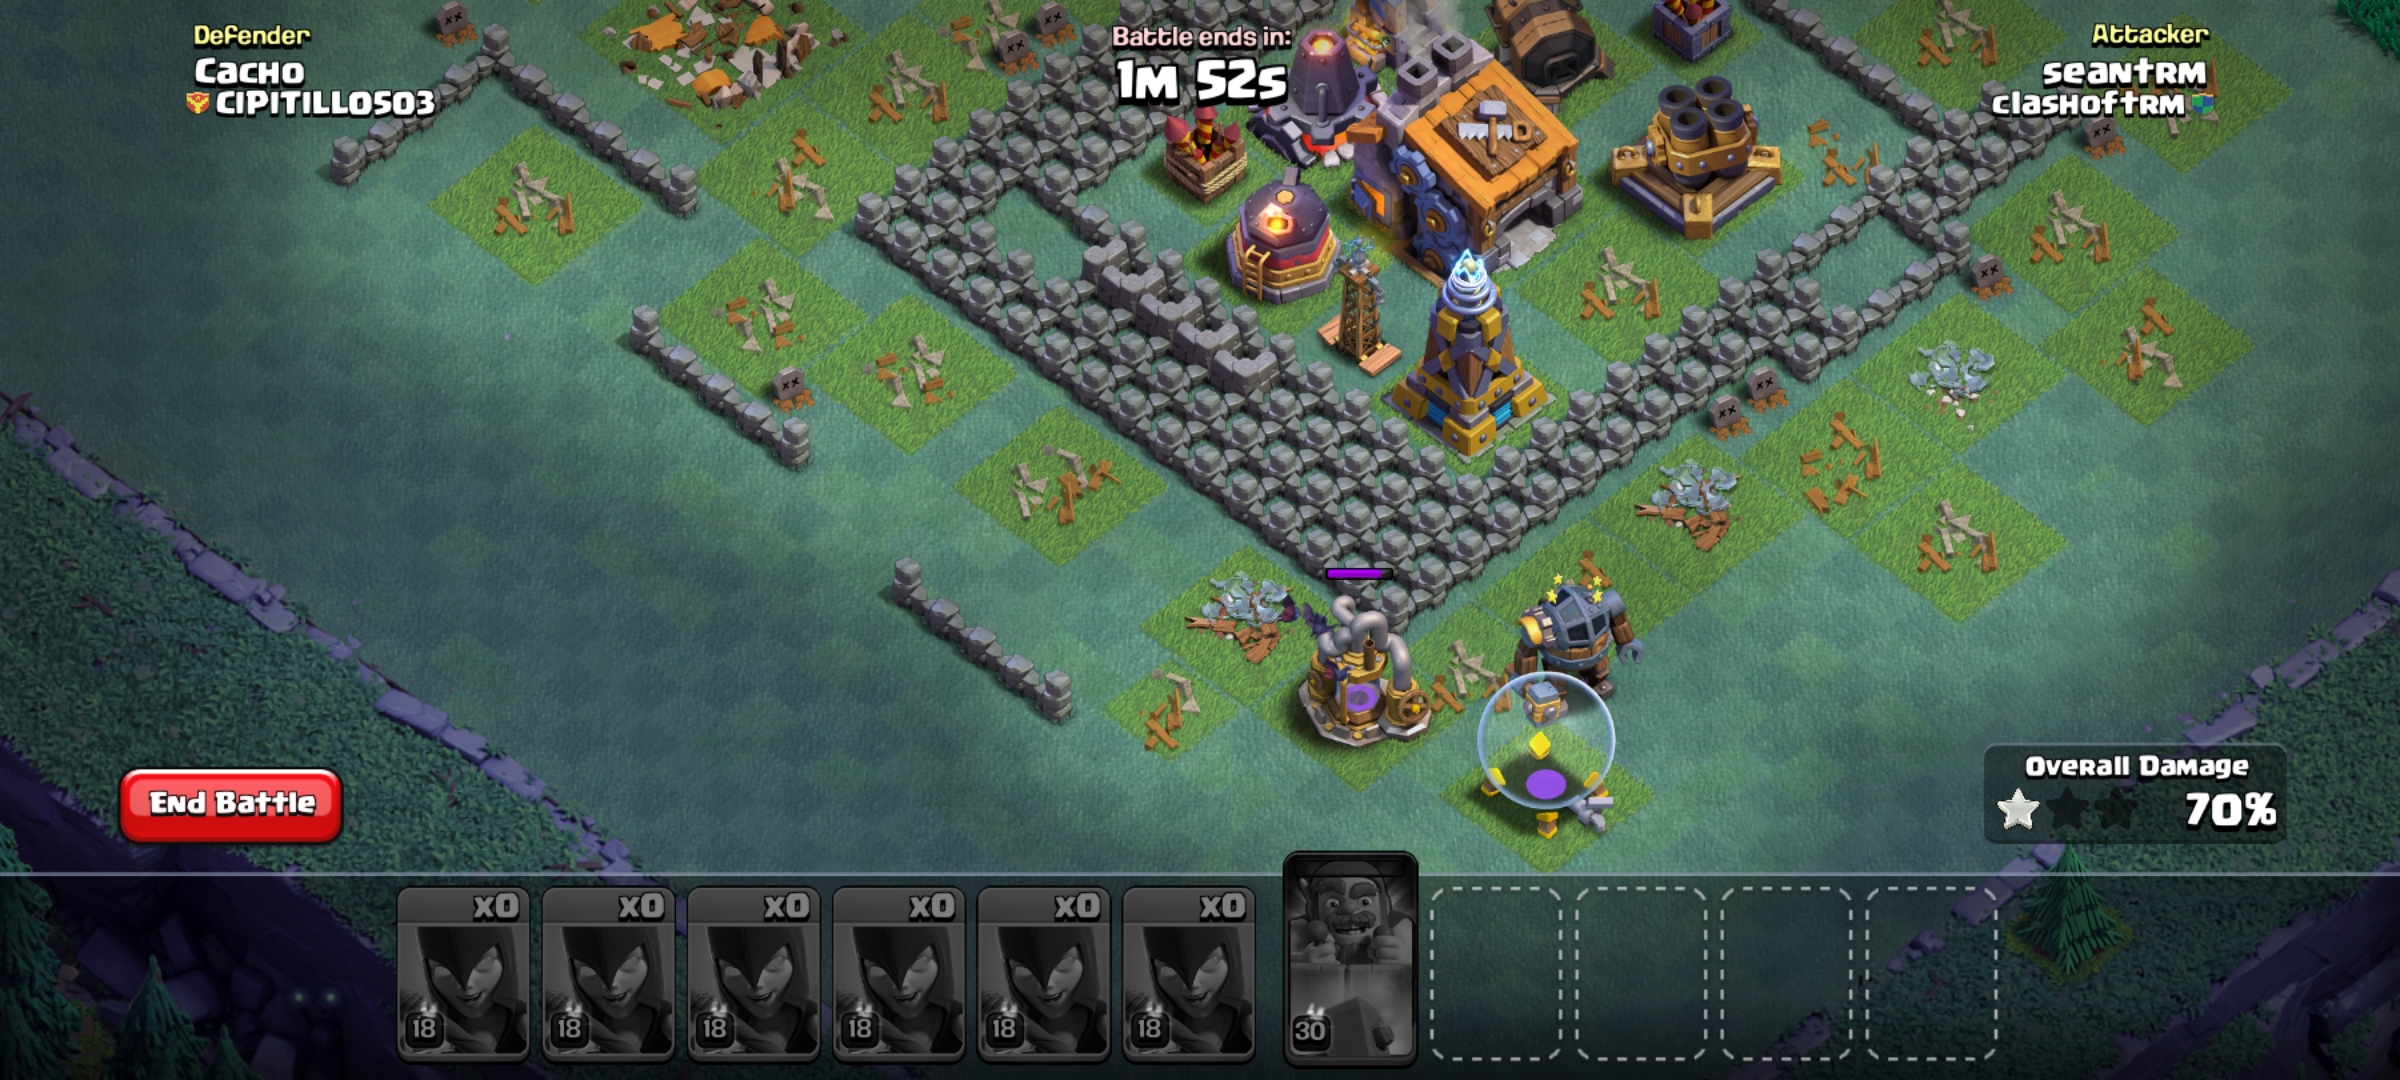 Defender
Cacho
CIPITILLO503
Battle ends in:
1M 52s
Attacker
seantRM
clashoftRM
End Battle
Overall Damage
70%
x0 x0 x0 x0 x0 x0
18 18 18 18 18 18 30